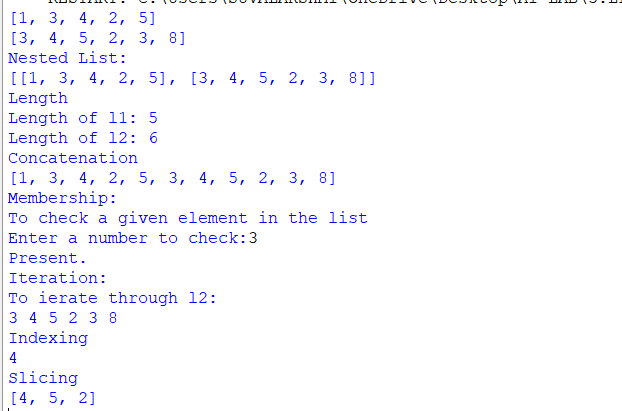 [1, 3, 4, 2, 5]
[3, 4, 5, 2, 3, 8]
Nested List:
[[1, 3, 4, 2, 5], [3, 4, 5, 2, 3, 8]]
Length
Length of l1: 5
Length of l2: 6
Concatenation
[1, 3, 4, 2, 5, 3, 4, 5, 2, 3, 8]
Membership:
To check a given element in the list
Enter a number to check:3
Present.
Iteration:
To ierate through l2:
3 4 5 2 3 8
Indexing
4
Slicing
[4, 5, 2]